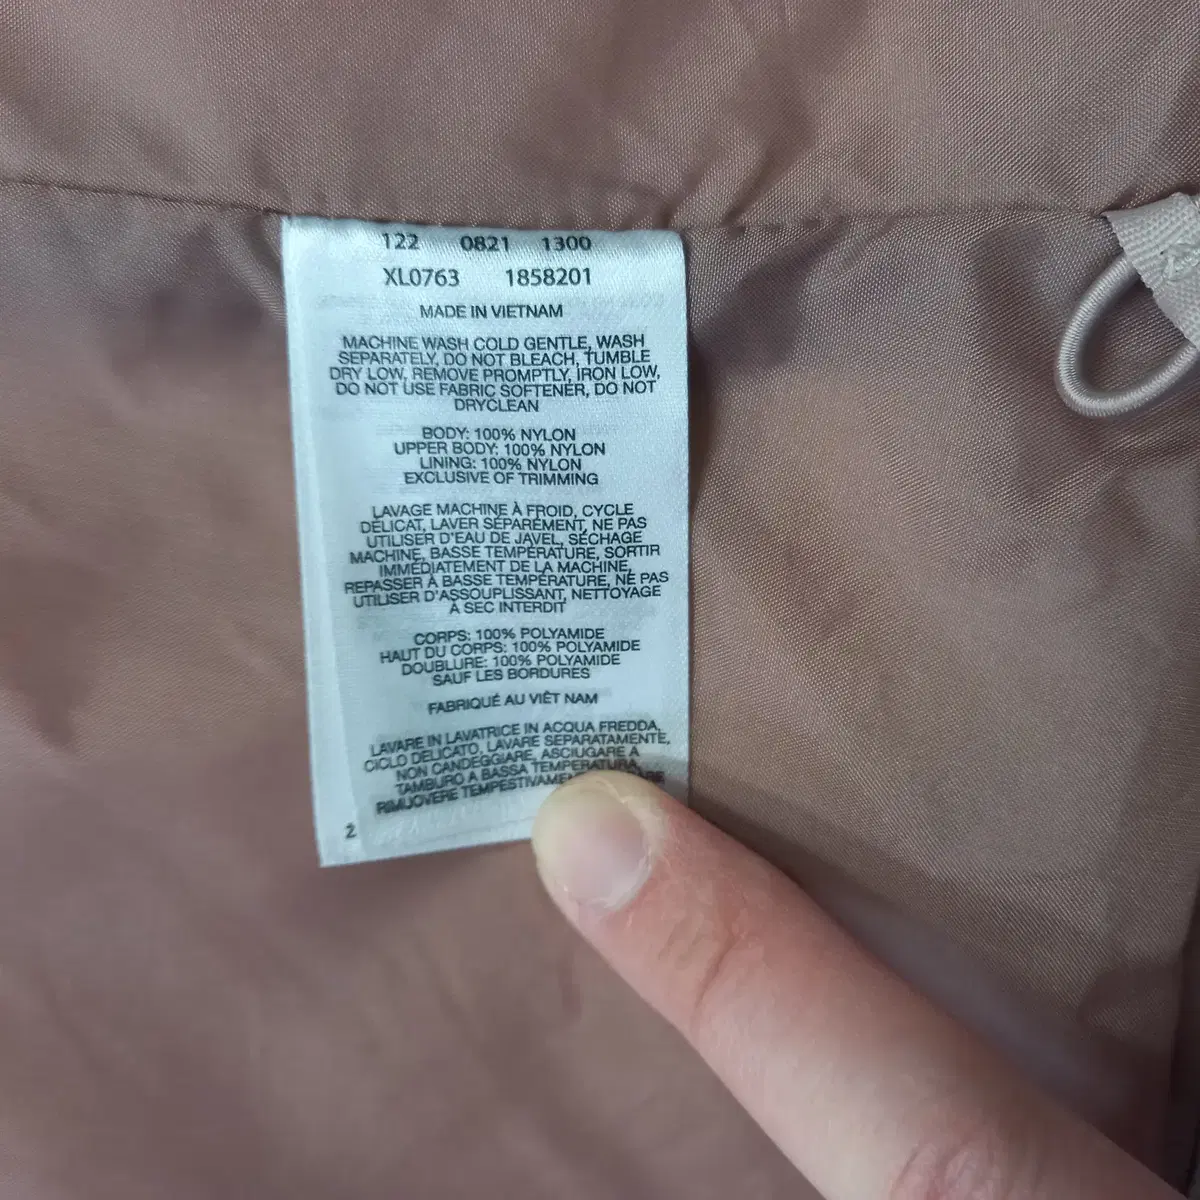 122 0821 1300
XL0763 1858201
MADE IN VIETNAM
MACHINE WASH COLD GENTLE, WASH
SEPARATELY, DO NOT BLEACH, TUMBLE
DRY LOW, REMOVE PROMPTLY, IRON LOW,
DO NOT USE FABRIC SOFTENER, DO NOT
DRYCLEAN
BODY: 100% NYLON
UPPER BODY: 100% NYLON
LINING: 100% NYLON
EXCLUSIVE OF TRIMMING
LAVAGE MACHINE À FROID, CYCLE
DÉLICAT, LAVER SÉPARÉMENT, NE PAS
UTILISER D'EAU DE JAVEL, SÉCHAGE
MACHINE, BASSE TEMPÉRATURE, SORTIR
IMMÉDIATEMENT DE LA MACHINE,
REPASSER À BASSE TEMPÉRATURE, NE PAS
UTILISER D'ASSOUPLISSANT, NETTOYAGE
À SEC INTERDIT
CORPS: 100% POLYAMIDE
HAUT DU CORPS: 100% POLYAMIDE
DOUBLURE: 100% POLYAMIDE
SAUF LES BORDURES
FABRIQUÉ AU VIÊT NAM
LAVARE IN LAVATRICE IN ACQUA FREDDA,
CICLO DELICATO, LAVARE SEPARATAMENTE,
NON CANDEGGIARE, ASCIUGARE A
TAMBURO A BASSA TEMPERATURA,
RIMUOVERE
2